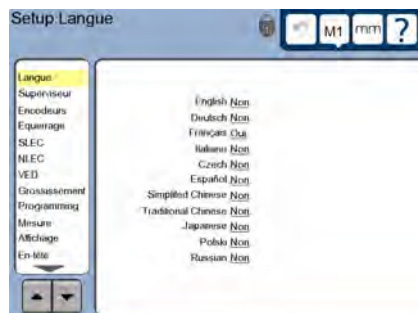 Setup:Langue
M1 mm ?
Langue
Superviseur
Encodeurs
Equerrage
SLEC
NLEC
VED
Grossissement
Programming
Mesure
Affichage
En-tête
English Non
Deutsch Non
Français Oui
Italiano Non
Czech Non
Español Non
Simplified Chinese Non
Traditional Chinese Non
Japanese Non
Polski Non
Russian Non